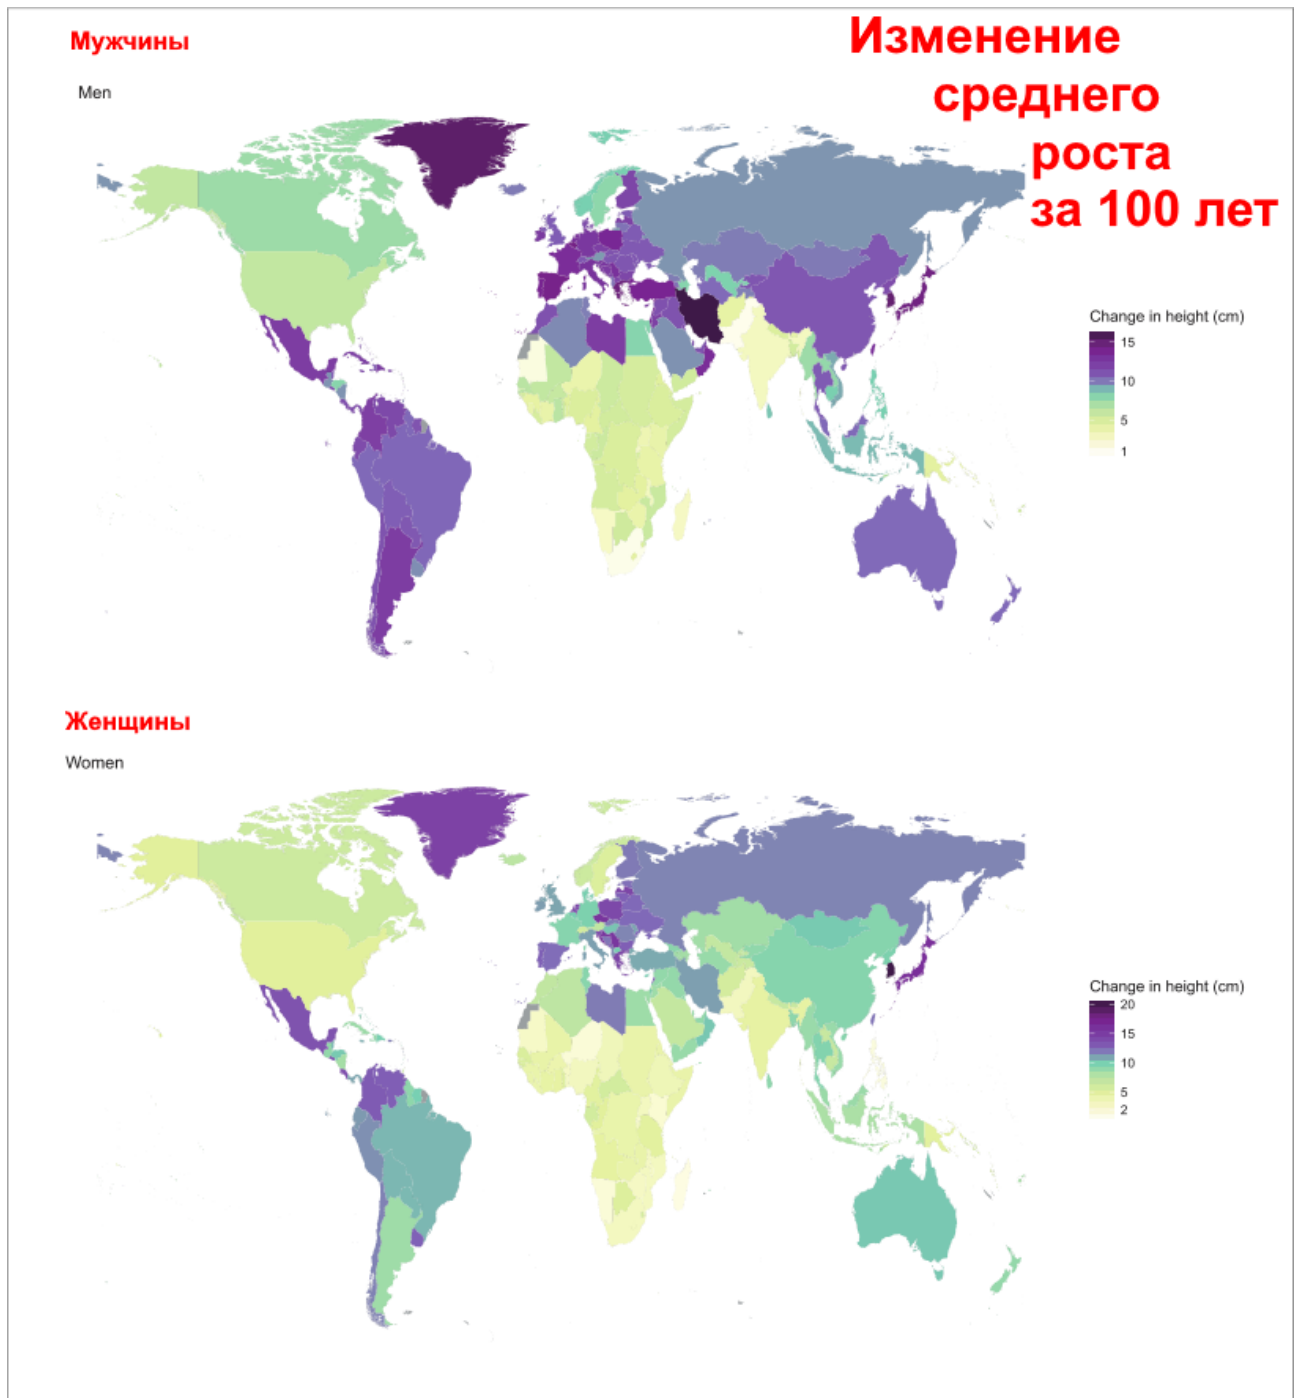 Мужчины
Изменение
среднего
роста
за 100 лет
Men
Change in height (cm)
15
10
5
1
Женщины
Women
Change in height (cm)
20
15
10
5
2